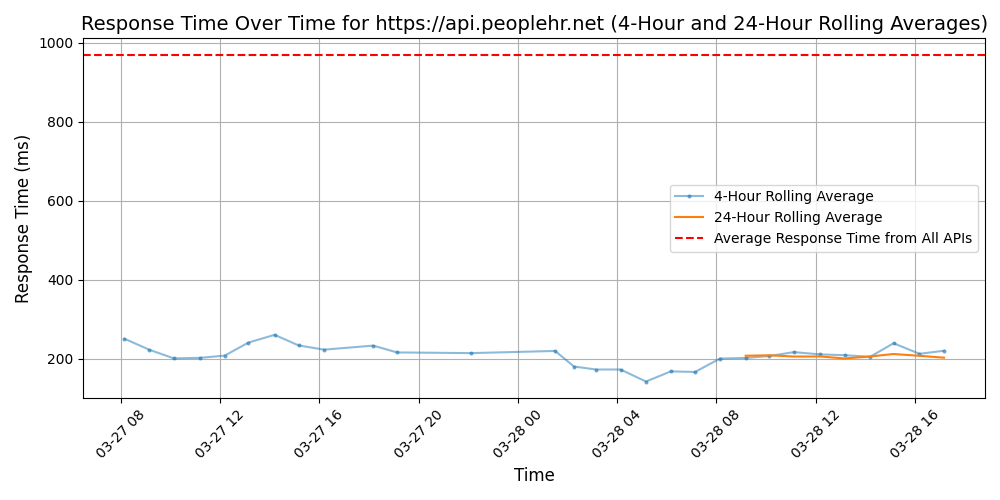 Response Time Over Time for https://api.peoplehr.net (4-Hour and 24-Hour Rolling Averages)
1000
800
600
400
200
Response Time (ms)
4-Hour Rolling Average
24-Hour Rolling Average
Average Response Time from All APIs
03-27 08
03-27 12
03-27 16
03-27 20
03-28 00
03-28 04
03-28 08
03-28 12
03-28 16
Time